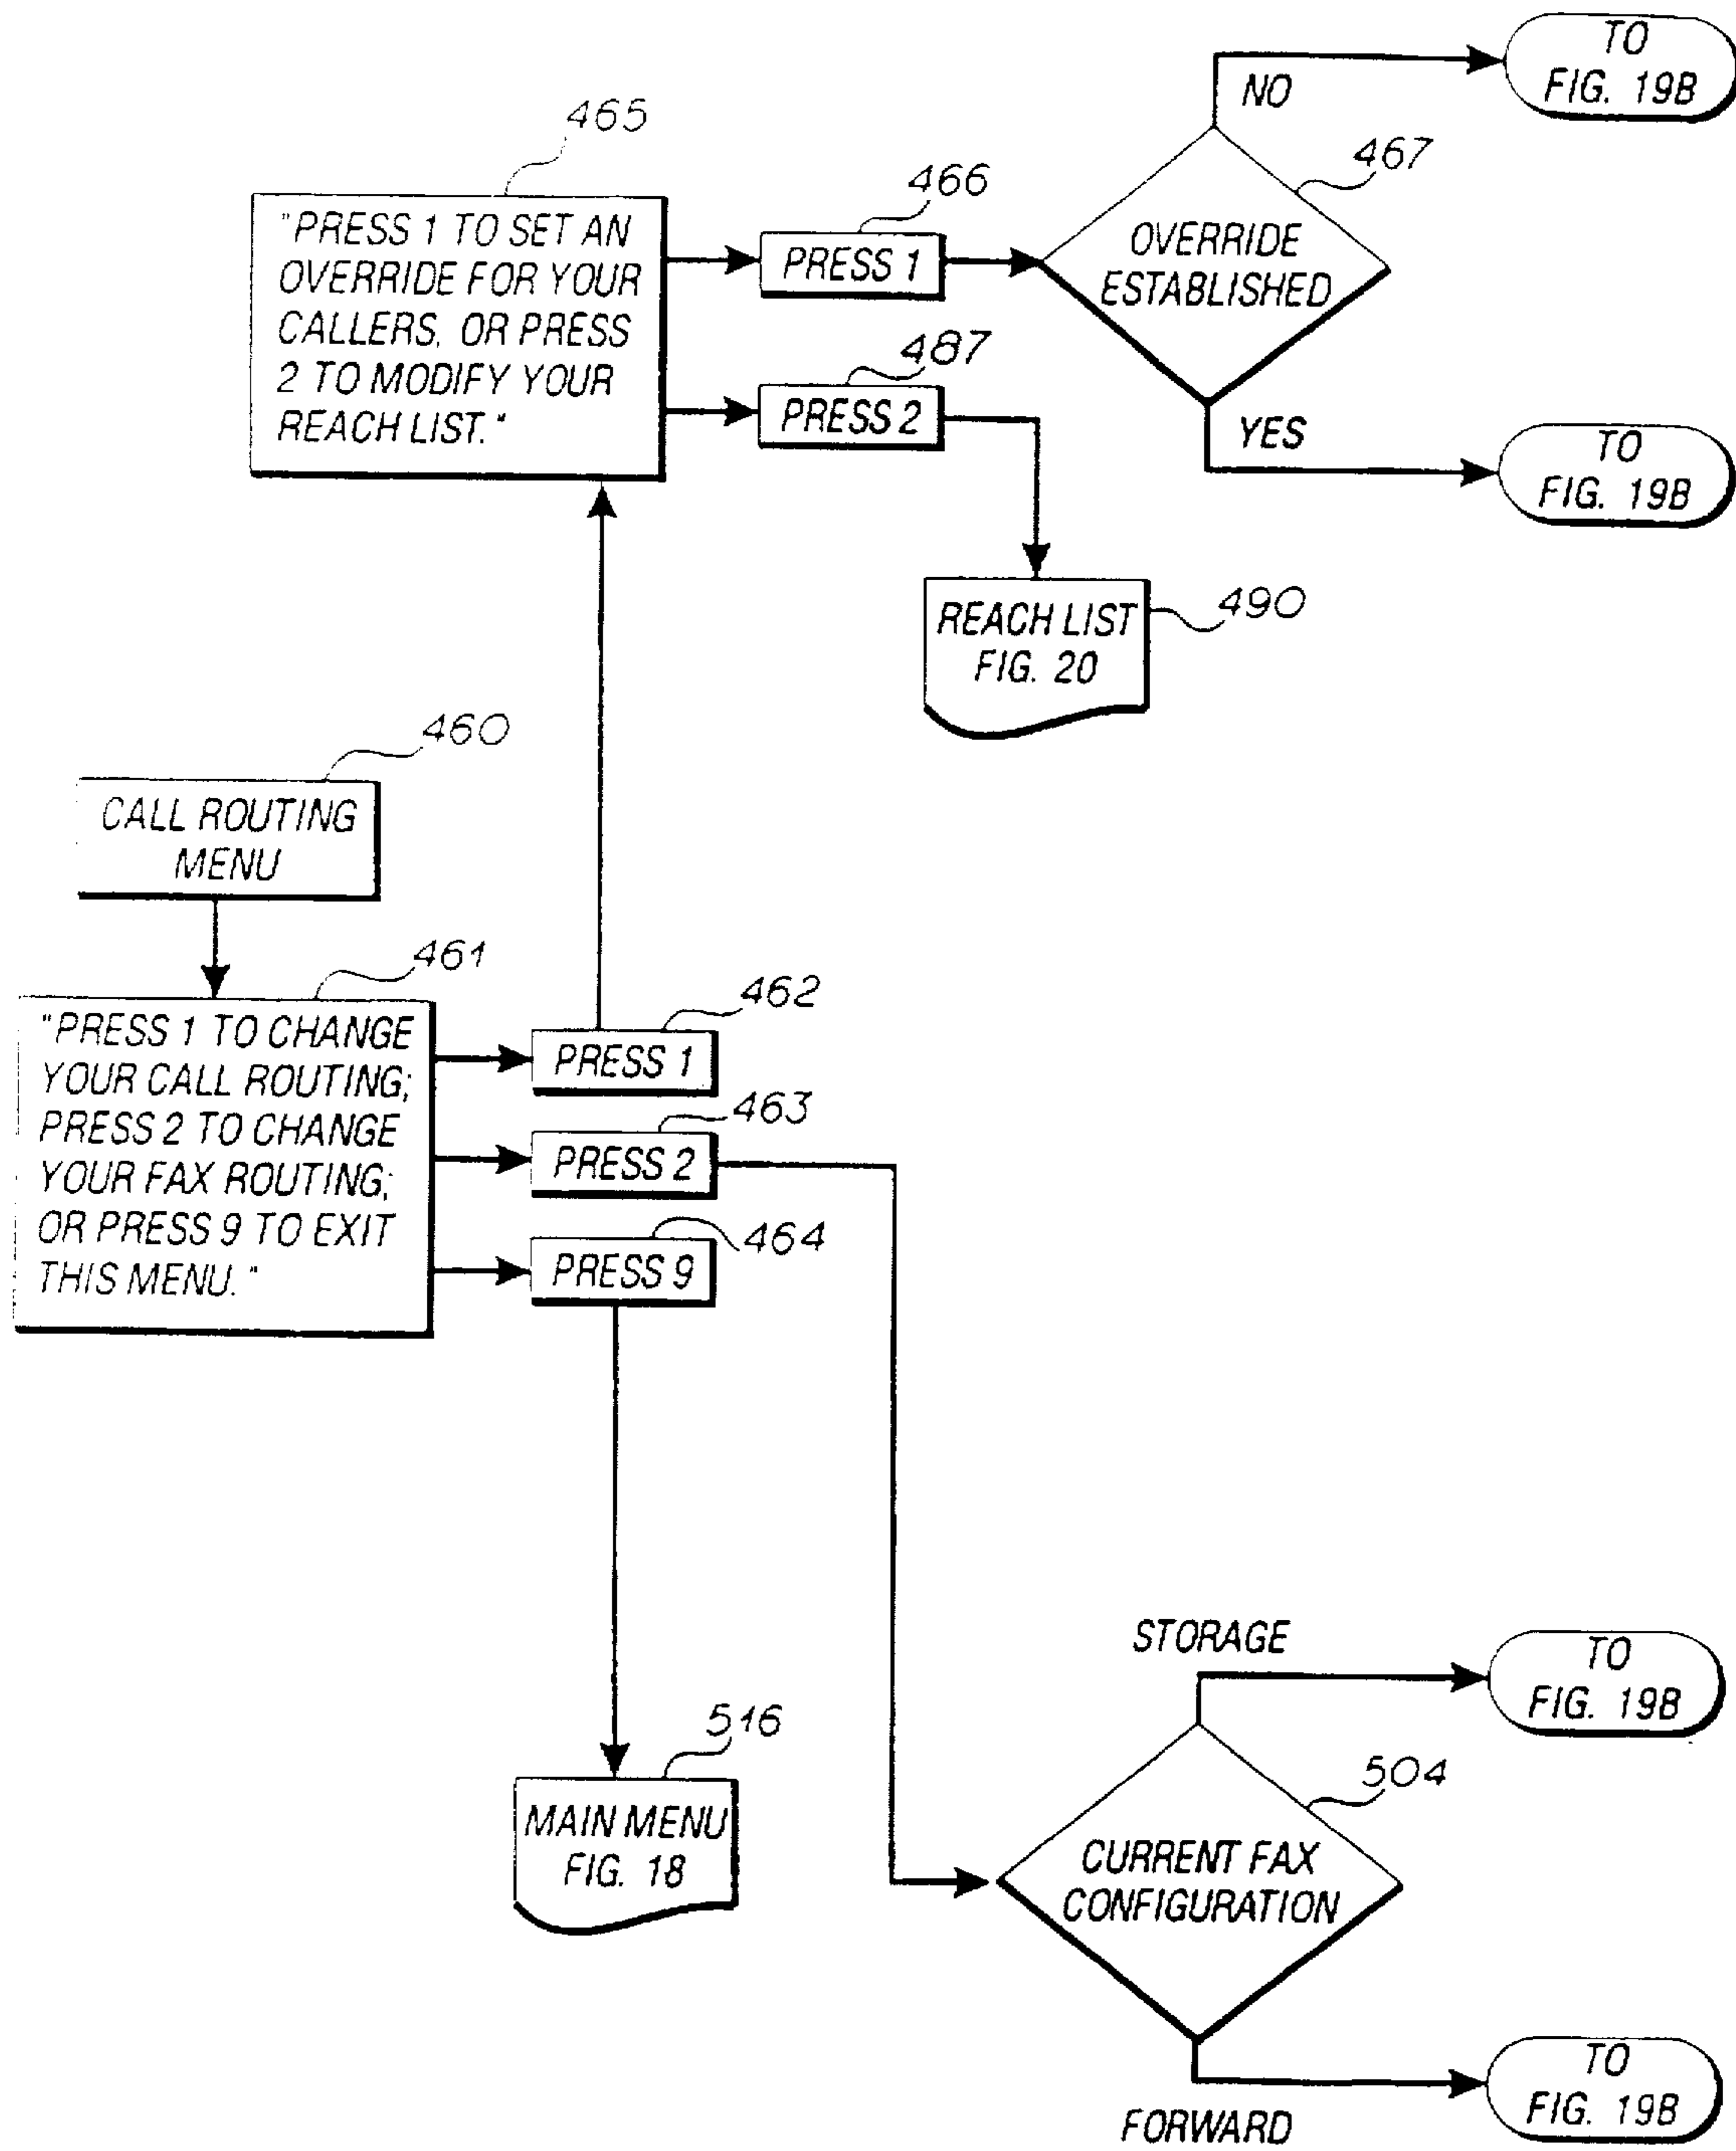 TO
FIG. 19B
NO
465
467
466
"PRESS 1 TO SET AN
OVERRIDE FOR YOUR
CALLERS, OR PRESS
2 TO MODIFY YOUR
REACH LIST."
PRESS 1
OVERRIDE
ESTABLISHED
487
PRESS 2
YES
TO
FIG. 19B
REACH LIST
FIG. 20
490
460
CALL ROUTING
MENU
461
"PRESS 1 TO CHANGE
YOUR CALL ROUTING;
PRESS 2 TO CHANGE
YOUR FAX ROUTING;
OR PRESS 9 TO EXIT
THIS MENU."
462
PRESS 1
463
PRESS 2
464
PRESS 9
STORAGE
TO
FIG. 19B
516
MAIN MENU
FIG. 18
504
CURRENT FAX
CONFIGURATION
FORWARD
TO
FIG. 19B